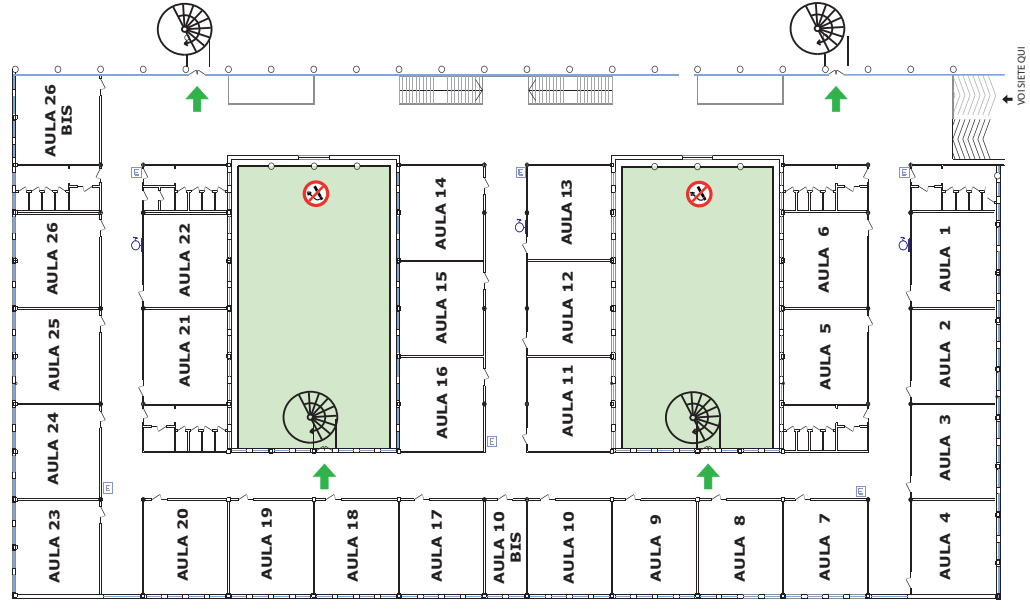 VOI SIETE QUI
AULA 26
BIS
AULA 14
AULA 13
AULA 26
AULA 22
AULA 6
AULA 1
AULA 15
AULA 12
AULA 25
AULA 21
AULA 5
AULA 2
AULA 16
AULA 11
AULA 24
AULA 3
AULA 23
AULA 20
AULA 19
AULA 18
AULA 17
AULA 10
BIS
AULA 10
AULA 9
AULA 8
AULA 7
AULA 4